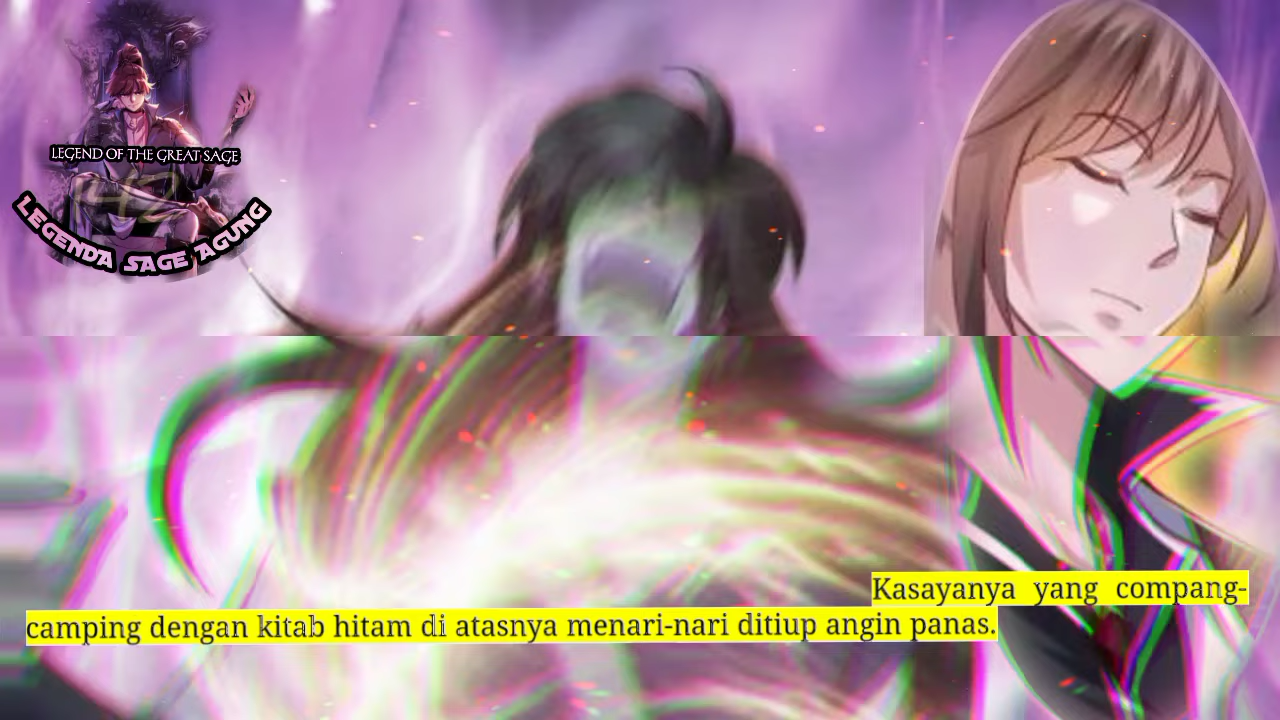 LEGEND OF THE GREAT SAGE
142
LEGENDA SAGE AGUNG
Kasayanya yang compang-
camping dengan kitab hitam di atasnya menari-nari ditiup angin panas.